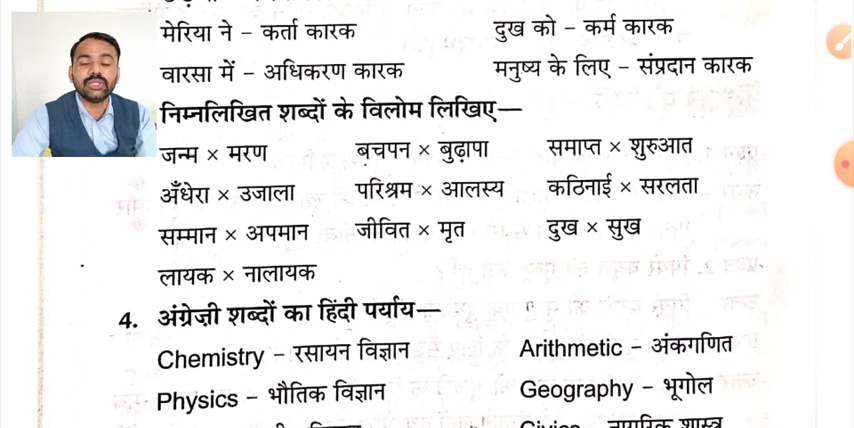 मेरिया ने – कर्ता कारक दुख को – कर्म कारक
वारसा में – अधिकरण कारक मनुष्य के लिए – संप्रदान कारक
निम्नलिखित शब्दों के विलोम लिखिए—
जन्म × मरण बचपन × बुढ़ापा समाप्त × शुरुआत
अँधेरा × उजाला परिश्रम × आलस्य कठिनाई × सरलता
सम्मान × अपमान जीवित × मृत दुख × सुख
लायक × नालायक
4. अंग्रेज़ी शब्दों का हिंदी पर्याय—
Chemistry – रसायन विज्ञान Arithmetic – अंकगणित
Physics – भौतिक विज्ञान Geography – भूगोल
Civics – नागरिक शास्त्र